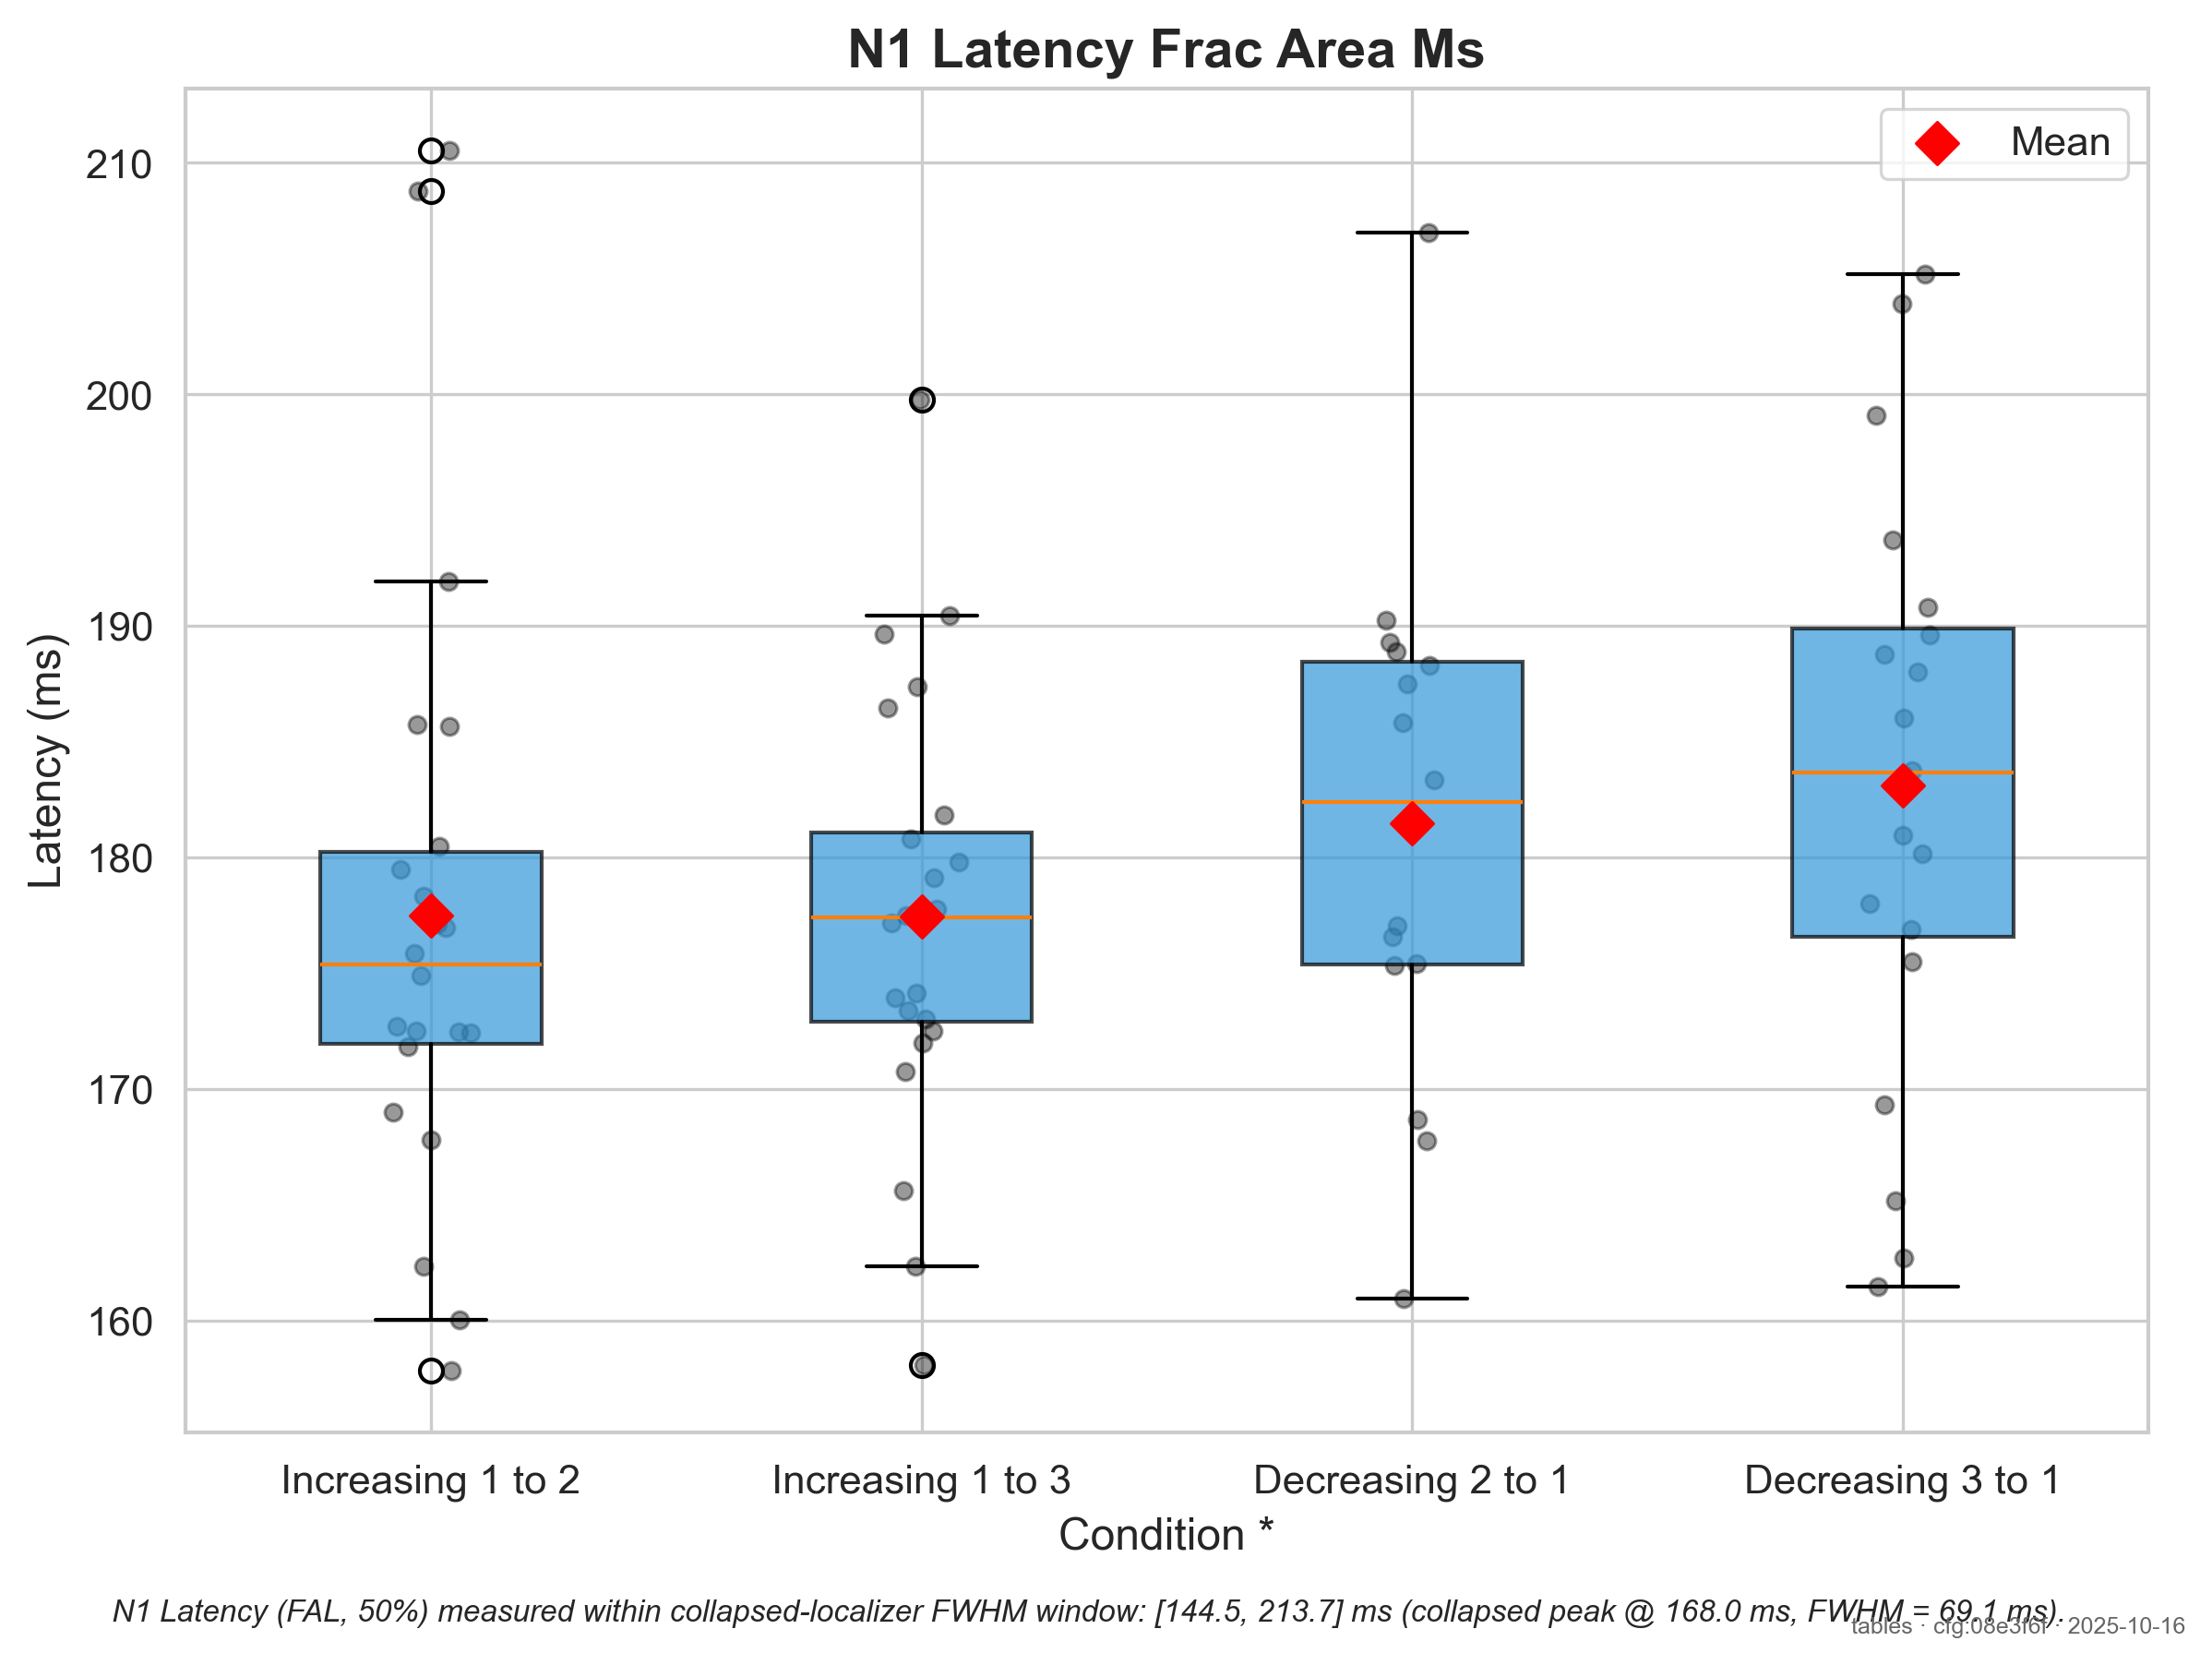 N1 Latency Frac Area Ms
Mean
210
200
190
180
170
160
Latency (ms)
Increasing 1 to 2
Increasing 1 to 3
Decreasing 2 to 1
Decreasing 3 to 1
Condition *
N1 Latency (FAL, 50%) measured within collapsed-localizer FWHM window: [144.5, 213.7] ms (collapsed peak @ 168.0 ms, FWHM = 69.1 ms).
tables · cfg:08e3f6f · 2025-10-16